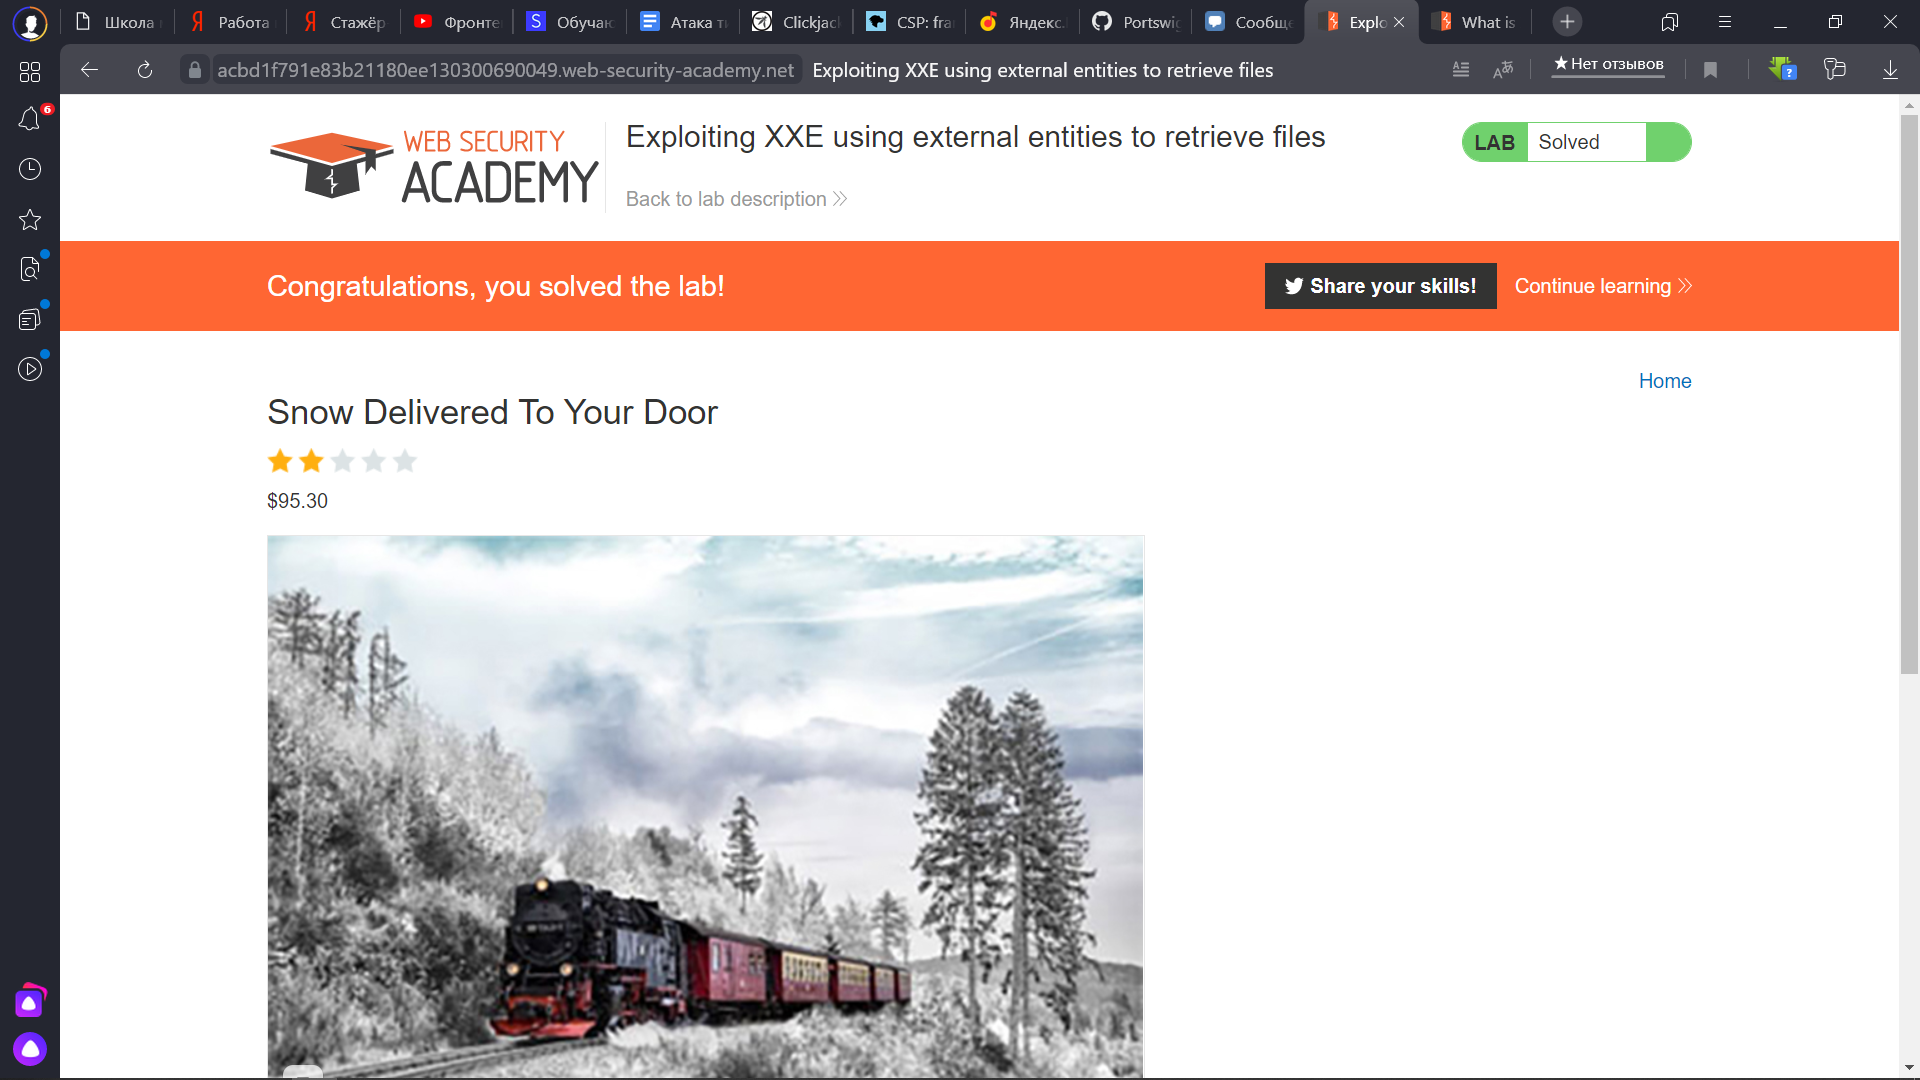 Школа
Работа
Стажёр
Фронте
S Обучаю
Атака ти
Clickjack
CSP: fra
Яндекс.
Portswig
Сообще
Explo
What is
6
acbd1f791e83b21180ee130300690049.web-security-academy.net Exploiting XXE using external entities to retrieve files
★ Нет отзывов
WEB SECURITY
ACADEMY
Exploiting XXE using external entities to retrieve files
LAB Solved
Back to lab description
Congratulations, you solved the lab!
Share your skills!
Continue learning
Home
Snow Delivered To Your Door
$95.30